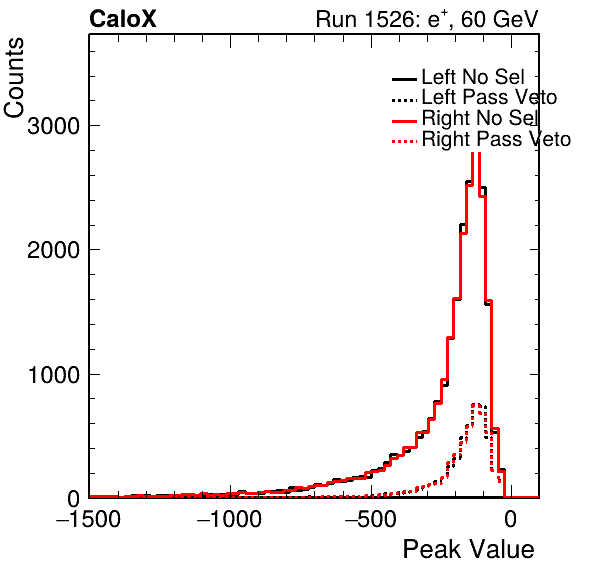 CaloX Run 1526: e⁺, 60 GeV
Counts
Left No Sel
Left Pass Veto
Right No Sel
Right Pass Veto
3000
2000
1000
0
−1500 −1000 −500 0
Peak Value